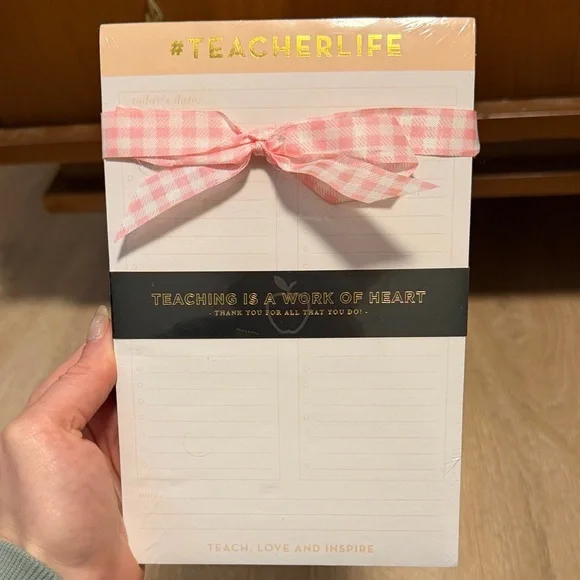 #TEACHERLIFE
today's date:
TEACHING IS A WORK OF HEART
- THANK YOU FOR ALL THAT YOU DO! -
TEACH, LOVE AND INSPIRE